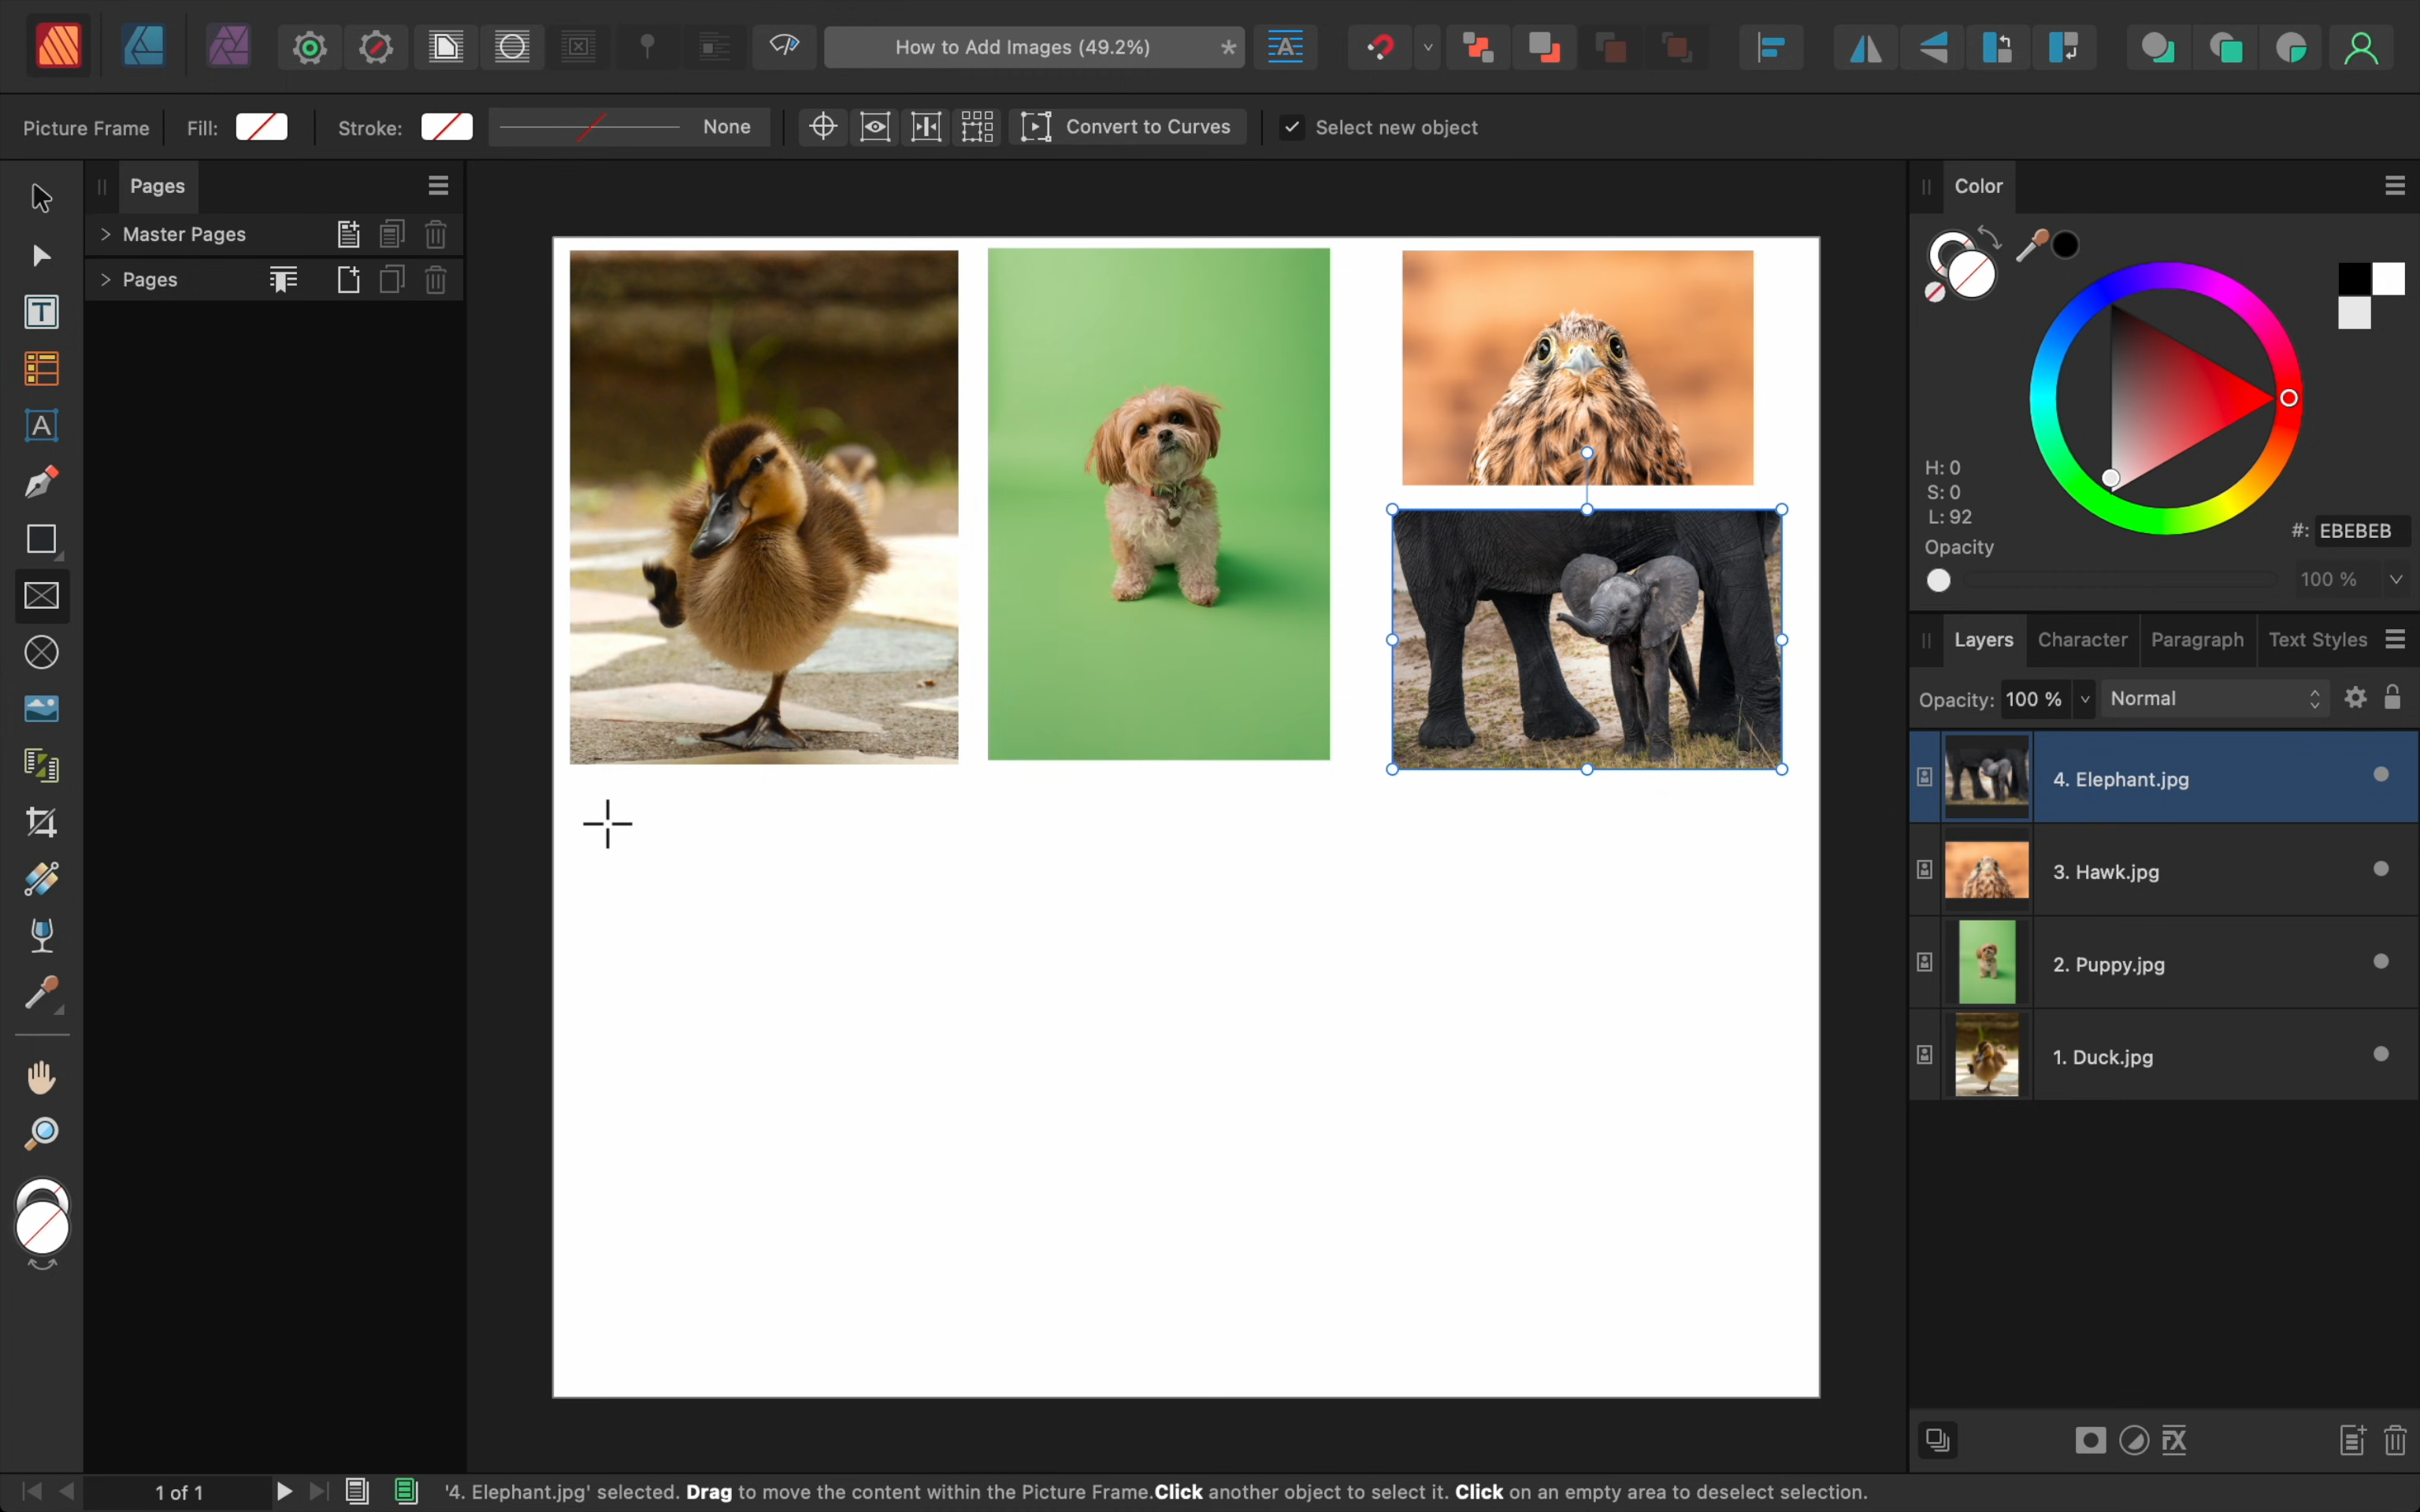 How to Add Images (49.2%) *
Picture Frame Fill: Stroke: None Convert to Curves Select new object
Pages
Master Pages
Pages
Color
H: 0
S: 0
L: 92
#: EBEBEB
Opacity
100 %
Layers Character Paragraph Text Styles
Opacity: 100 % Normal
4. Elephant.jpg
3. Hawk.jpg
2. Puppy.jpg
1. Duck.jpg
1 of 1 '4. Elephant.jpg' selected. Drag to move the content within the Picture Frame.Click another object to select it. Click on an empty area to deselect selection.